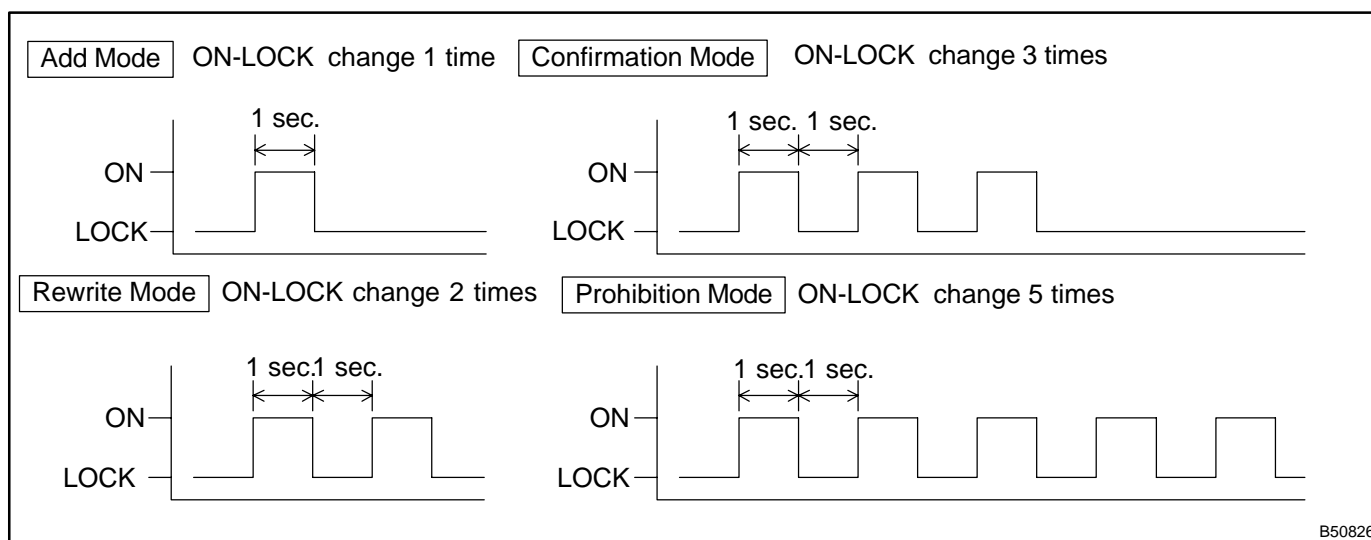 Add Mode ON-LOCK change 1 time
1 sec.
ON
LOCK
Confirmation Mode ON-LOCK change 3 times
1 sec. 1 sec.
ON
LOCK
Rewrite Mode ON-LOCK change 2 times
1 sec. 1 sec.
ON
LOCK
Prohibition Mode ON-LOCK change 5 times
1 sec. 1 sec.
ON
LOCK
B50826